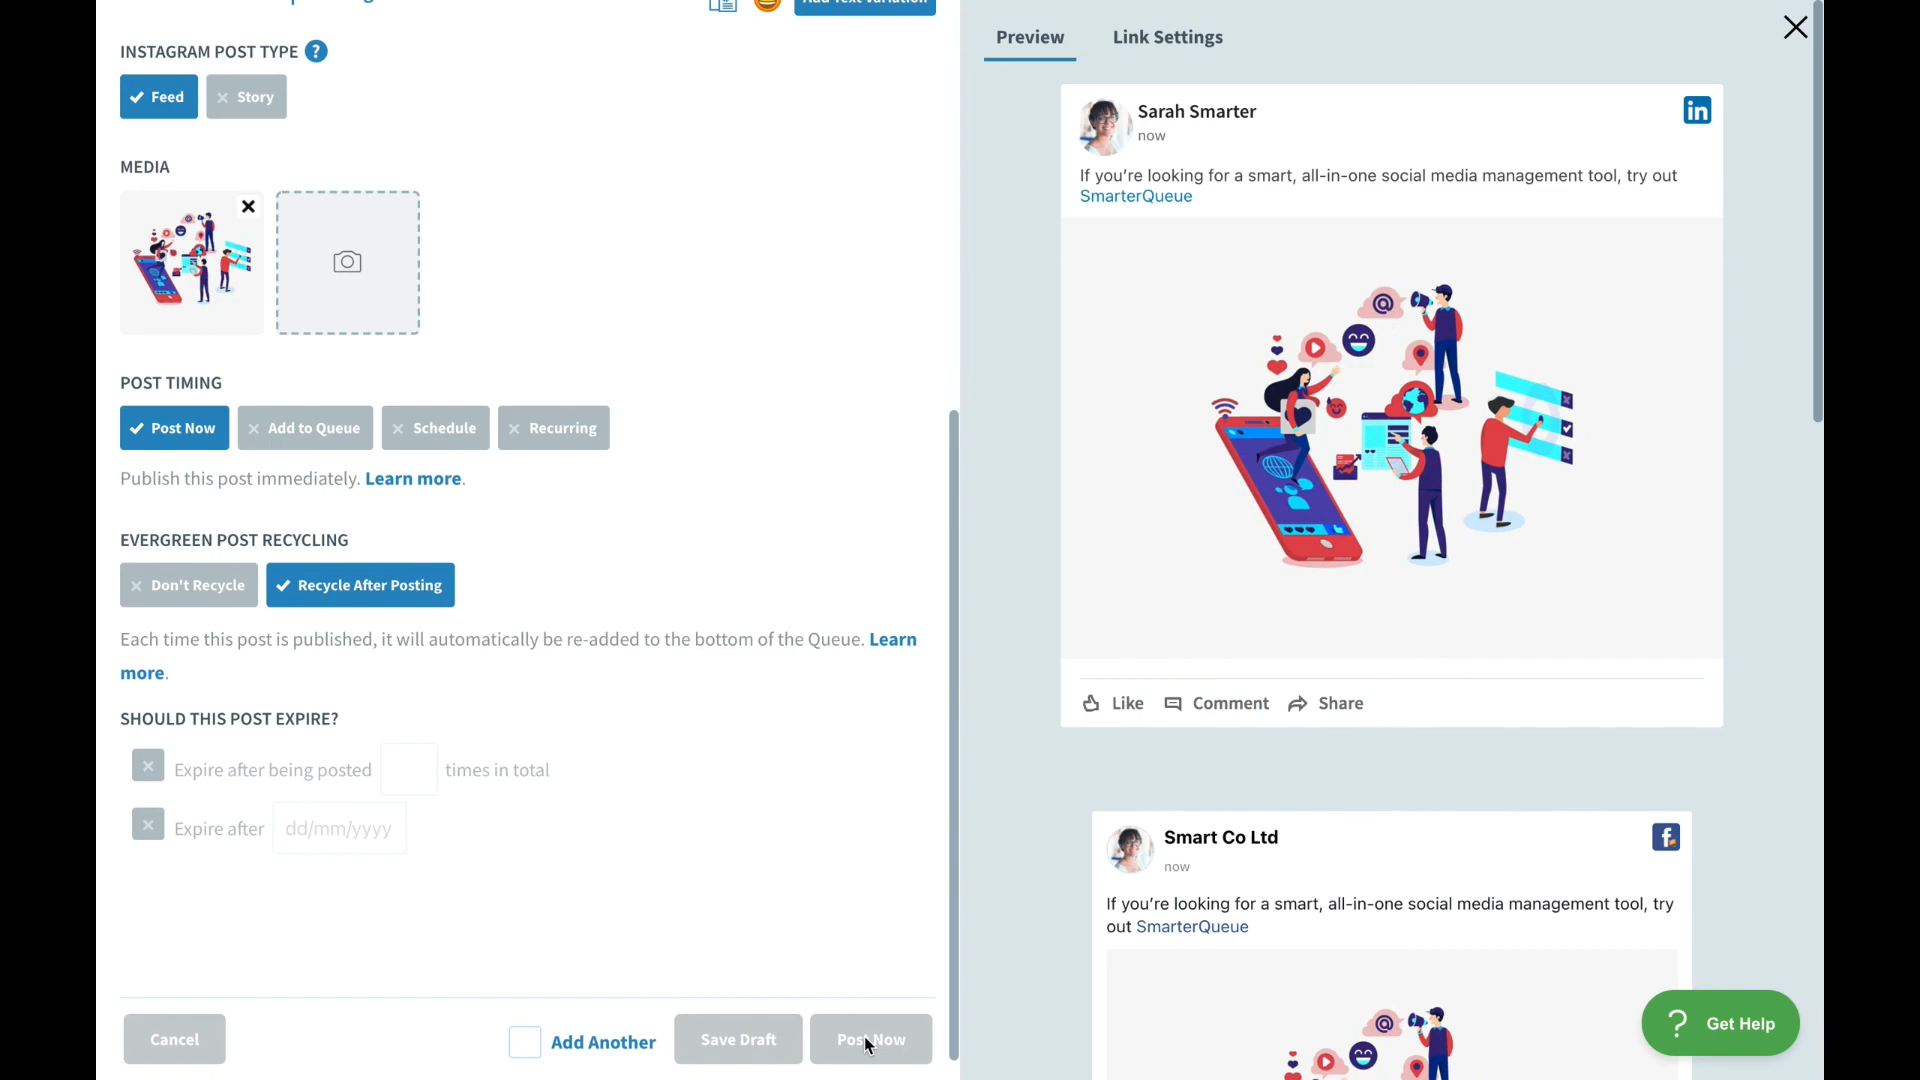 Add Text Variation
INSTAGRAM POST TYPE ?
Feed
Story
MEDIA
POST TIMING
Post Now
Add to Queue
Schedule
Recurring
Publish this post immediately. Learn more.
EVERGREEN POST RECYCLING
Don't Recycle
Recycle After Posting
Each time this post is published, it will automatically be re-added to the bottom of the Queue. Learn
more.
SHOULD THIS POST EXPIRE?
Expire after being posted
times in total
Expire after
dd/mm/yyyy
Cancel
Add Another
Save Draft
Post Now
Preview
Link Settings
Sarah Smarter
in
now
If you’re looking for a smart, all-in-one social media management tool, try out
SmarterQueue
@
Like
Comment
Share
Smart Co Ltd
f
now
If you’re looking for a smart, all-in-one social media management tool, try
out SmarterQueue
@
? Get Help